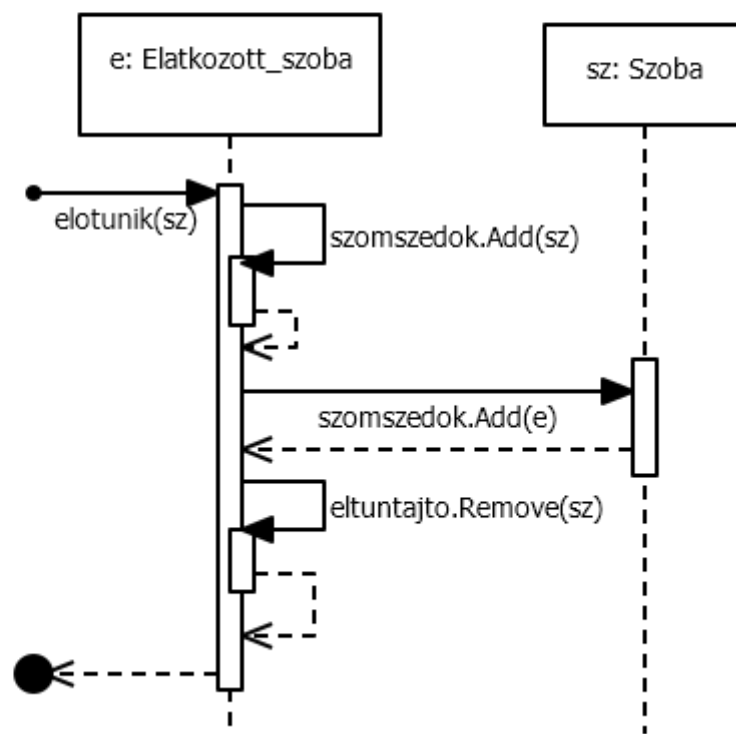 e: Elatkozott_szoba
sz: Szoba
elotunik(sz)
szomszedok.Add(sz)
szomszedok.Add(e)
eltuntajto.Remove(sz)